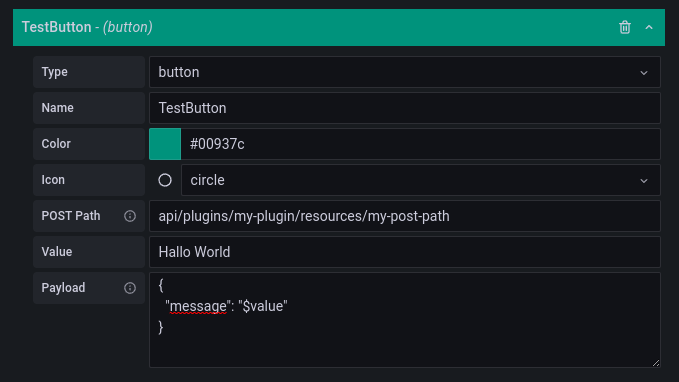 TestButton - (button)
Type button
Name TestButton
Color #00937c
Icon circle
POST Path api/plugins/my-plugin/resources/my-post-path
Value Hallo World
Payload {
"message": "$value"
}